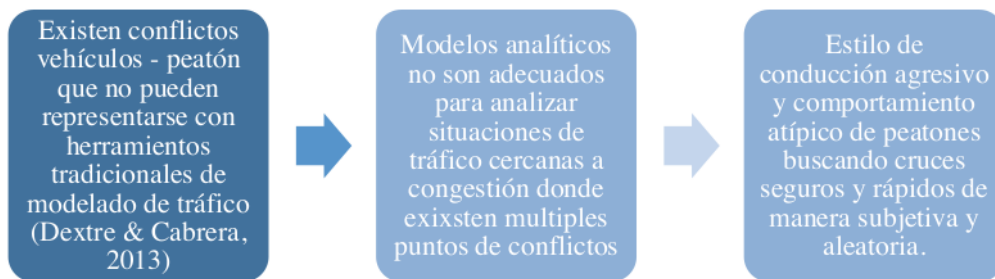 Existen conflictos
vehículos - peatón
que no pueden
representarse con
herramientos
tradicionales de
modelado de tráfico
(Dextre & Cabrera,
2013)
Modelos analíticos
no son adecuados
para analizar
situaciones de
tráfico cercanas a
congestión donde
exixsten multiples
puntos de conflictos
Estilo de
conducción agresivo
y comportamiento
atípico de peatones
buscando cruces
seguros y rápidos de
manera subjetiva y
aleatoria.